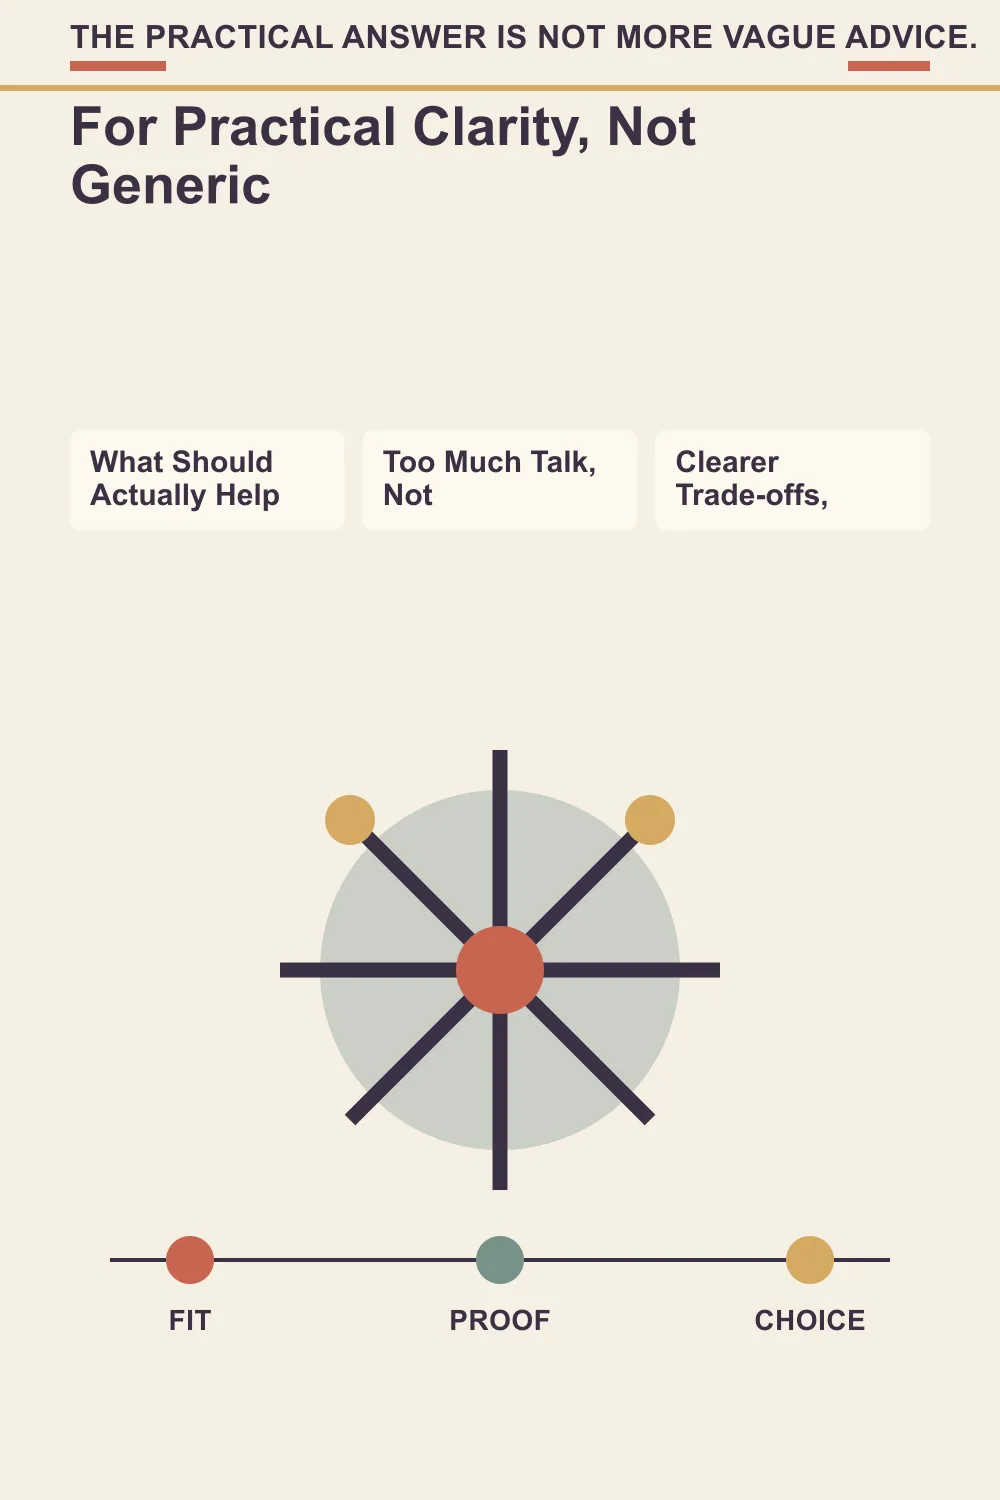 THE PRACTICAL ANSWER IS NOT MORE VAGUE ADVICE.
For Practical Clarity, Not
Generic
What Should
Actually Help
Too Much Talk,
Not
Clearer
Trade-offs,
FIT
PROOF
CHOICE